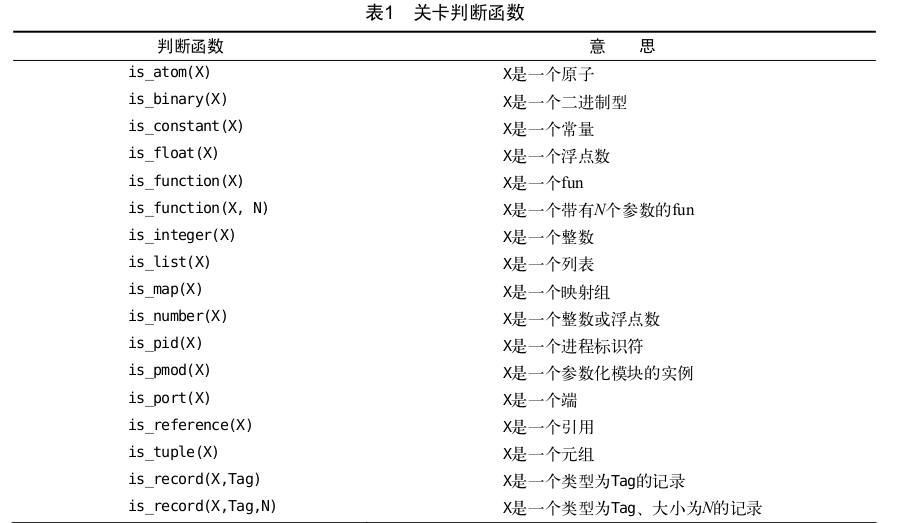 表1 关卡判断函数
判断函数 意 思
is_atom(X) X是一个原子
is_binary(X) X是一个二进制型
is_constant(X) X是一个常量
is_float(X) X是一个浮点数
is_function(X) X是一个fun
is_function(X, N) X是一个带有N个参数的fun
is_integer(X) X是一个整数
is_list(X) X是一个列表
is_map(X) X是一个映射组
is_number(X) X是一个整数或浮点数
is_pid(X) X是一个进程标识符
is_pmod(X) X是一个参数化模块的实例
is_port(X) X是一个端
is_reference(X) X是一个引用
is_tuple(X) X是一个元组
is_record(X,Tag) X是一个类型为Tag的记录
is_record(X,Tag,N) X是一个类型为Tag、大小为N的记录